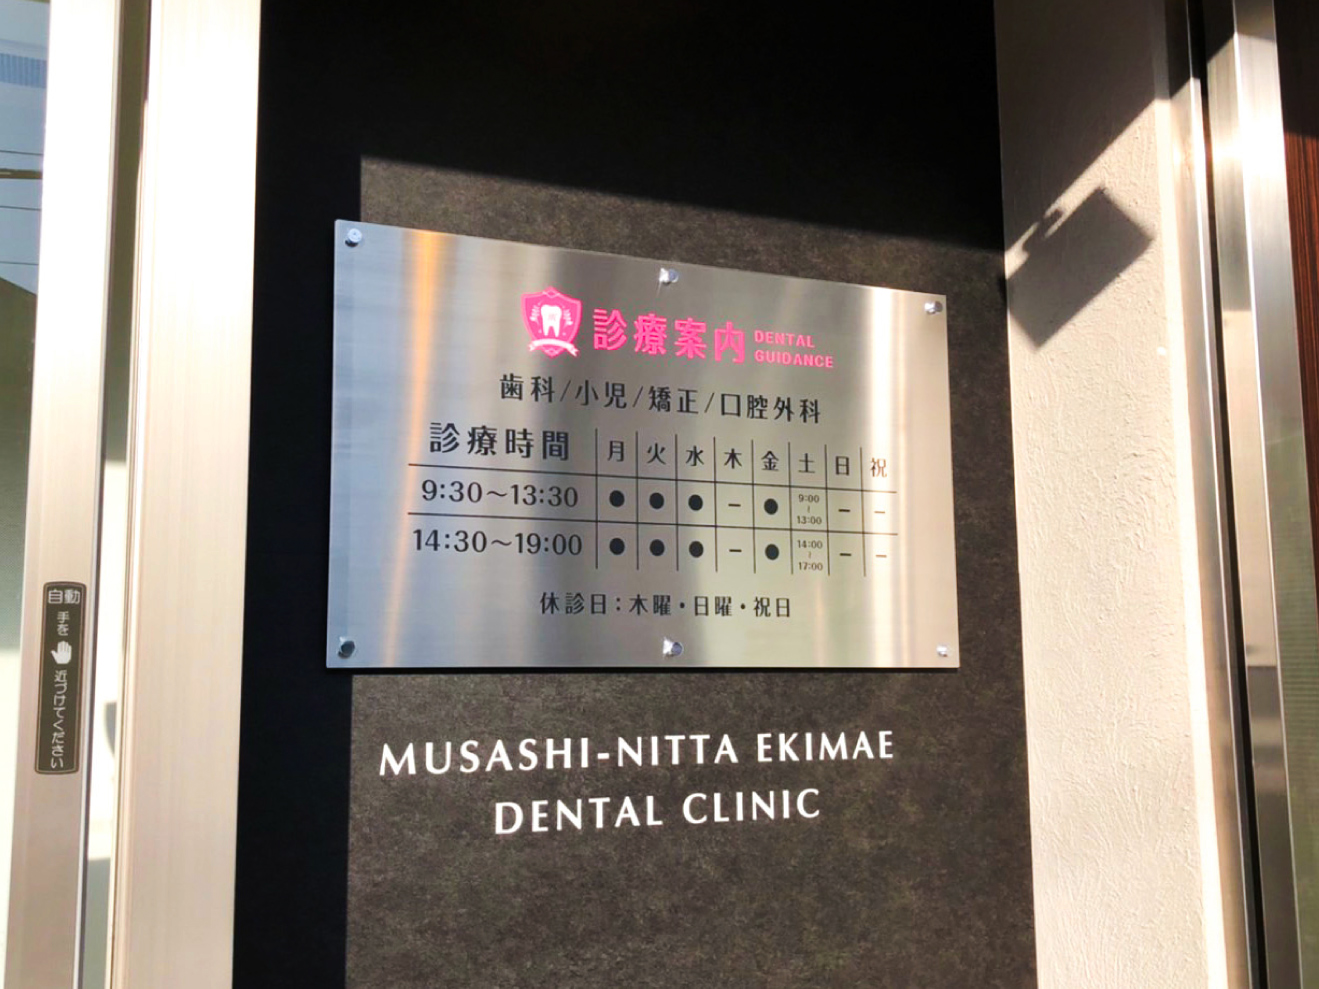 診療案内 DENTAL GUIDANCE
歯科/小児/矯正/口腔外科
診療時間 月 火 水 木 金 土 日 祝
9:30～13:30 ● ● ● － ● 9:00～13:00 － －
14:30～19:00 ● ● ● － ● 14:00～17:00 － －
休診日：木曜・日曜・祝日
MUSASHI-NITTA EKIMAE
DENTAL CLINIC
自動
手を近づけてください